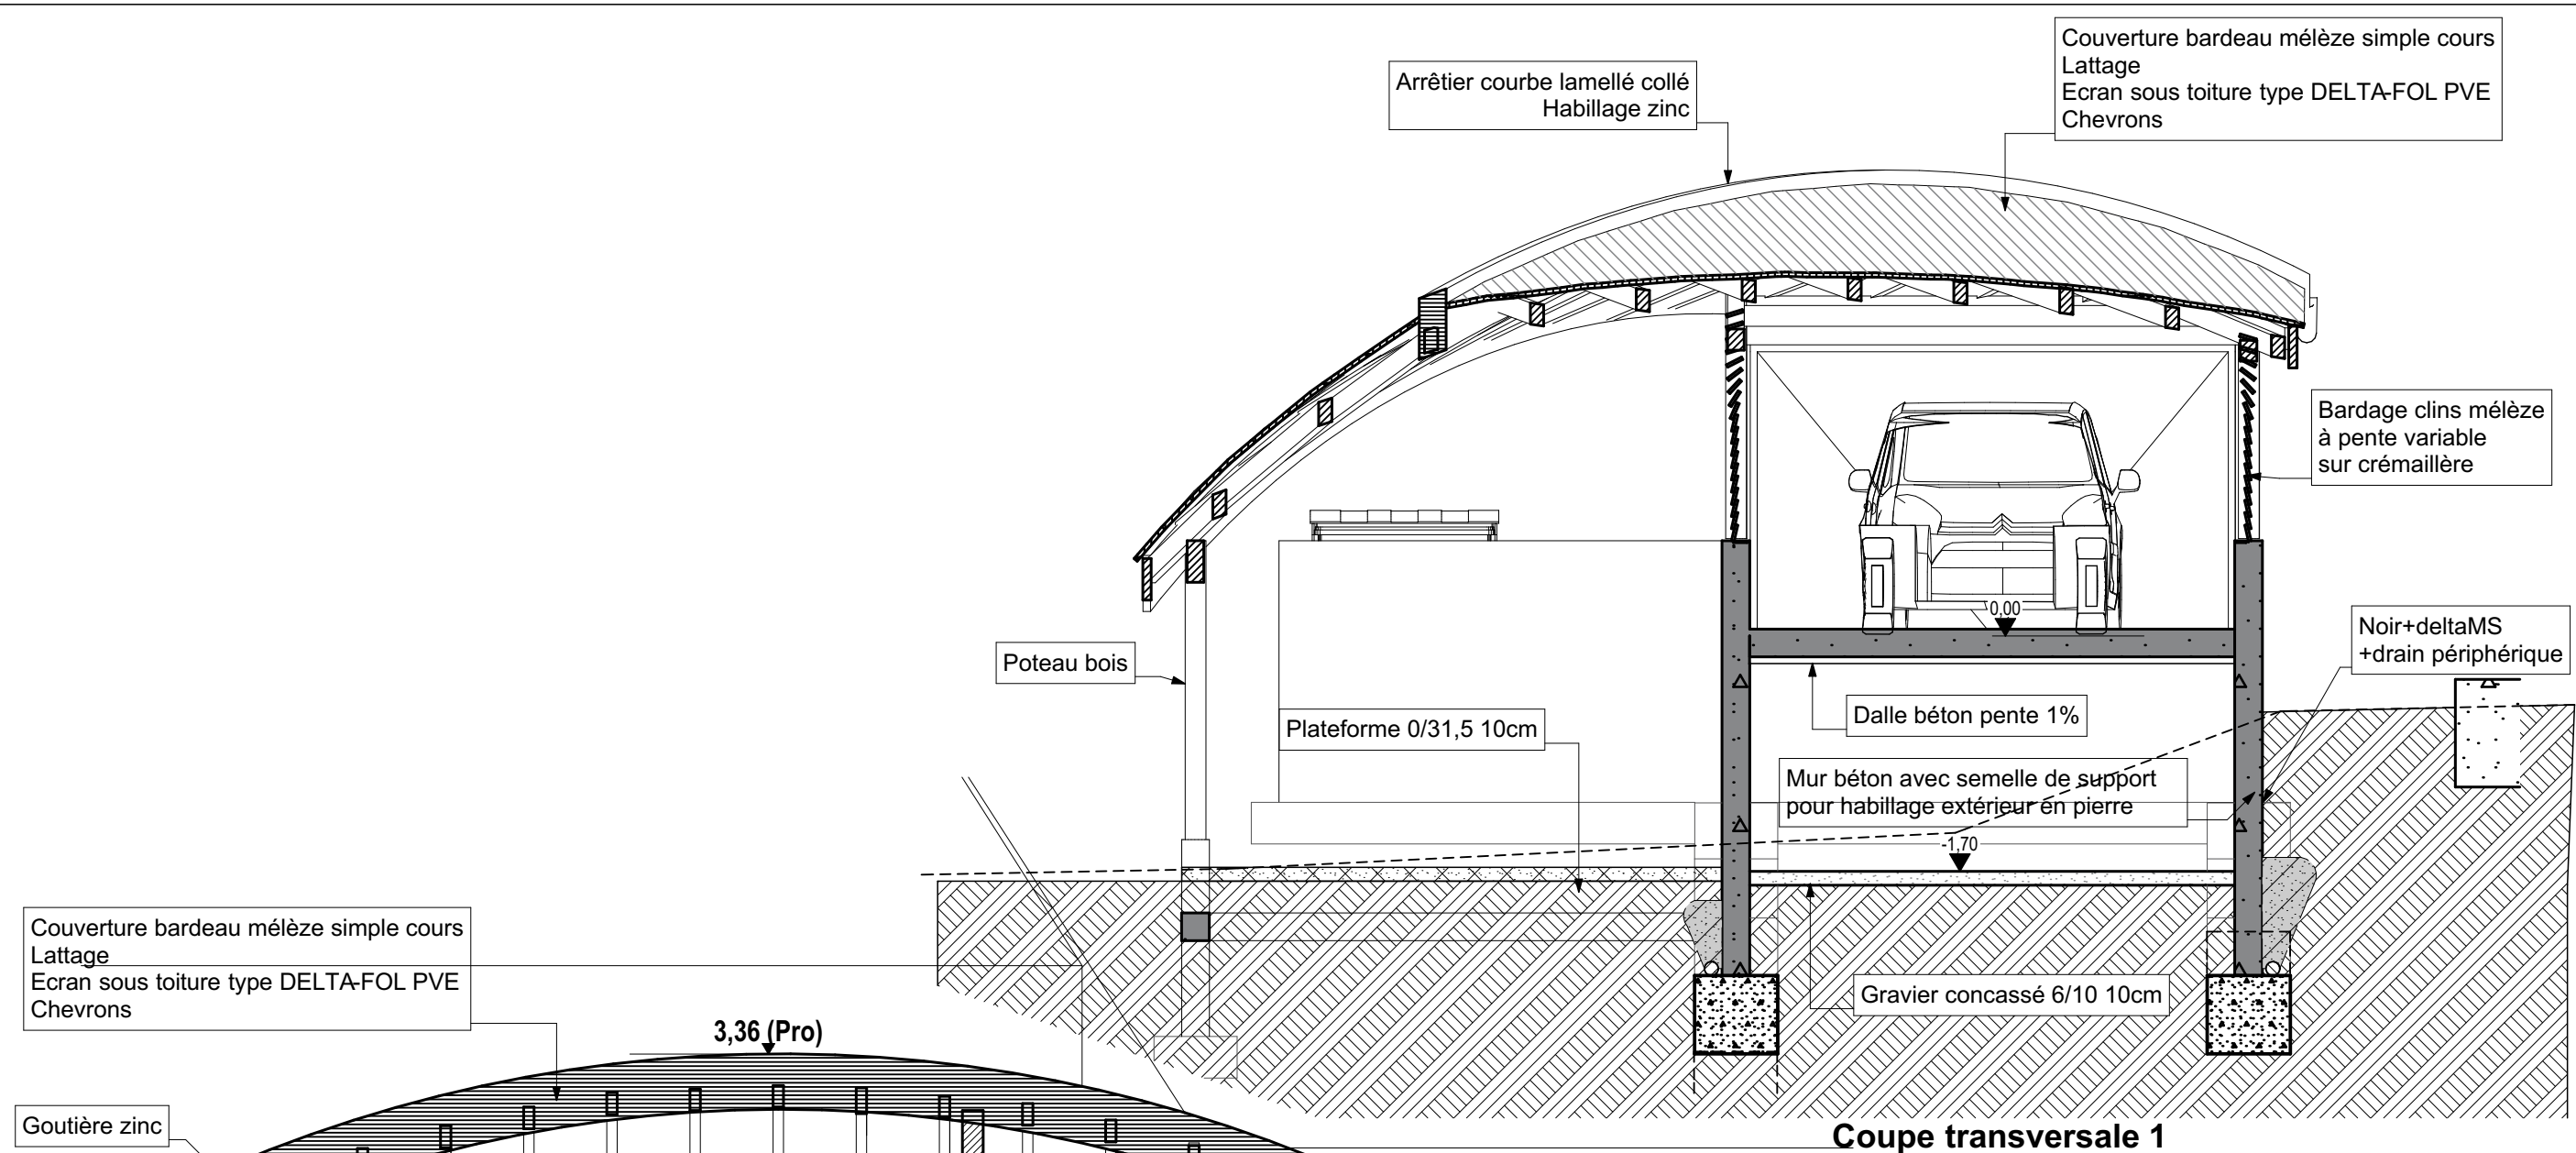 Couverture bardeau mélèze simple cours
Lattage
Ecran sous toiture type DELTA-FOL PVE
Chevrons
Arrêtier courbe lamellé collé
Habillage zinc
Bardage clins mélèze
à pente variable
sur crémaillère
0,00
Noir+deltaMS
+drain périphérique
Poteau bois
Dalle béton pente 1%
Plateforme 0/31,5 10cm
Mur béton avec semelle de support
pour habillage extérieur en pierre
-1,70
Couverture bardeau mélèze simple cours
Lattage
Ecran sous toiture type DELTA-FOL PVE
Chevrons
Gravier concassé 6/10 10cm
3,36 (Pro)
Goutière zinc
Coupe transversale 1